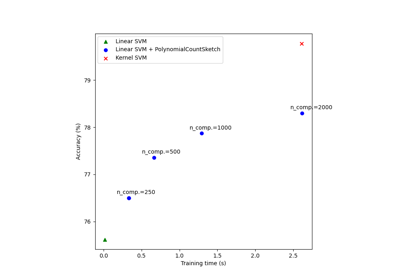 Linear SVM
Linear SVM + PolynomialCountSketch
Kernel SVM
79
n_comp.=2000
78
n_comp.=1000
n_comp.=500
77
n_comp.=250
76
Accuracy (%)
0.0 0.5 1.0 1.5 2.0 2.5
Training time (s)